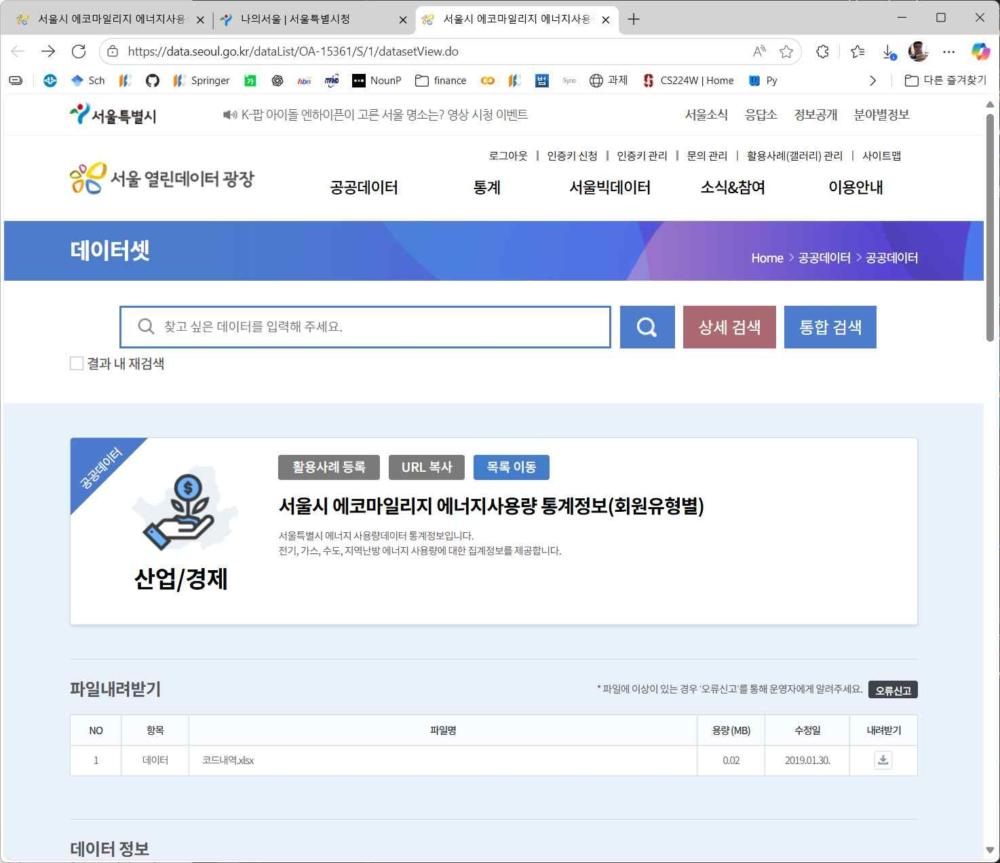 서울시 에코마일리지 에너지사용
나의서울 | 서울특별시청
서울시 에코마일리지 에너지사용
https://data.seoul.go.kr/dataList/OA-15361/S/1/datasetView.do
Sch
Springer
가
hbn
ITFIND
NounP
finance
법
Syno
과제
CS224W | Home
Py
다른 즐겨찾기
서울특별시
K-팝 아이돌 엔하이픈이 고른 서울 명소는? 영상 시청 이벤트
서울소식 응답소 정보공개 분야별정보
로그아웃 | 인증키 신청 | 인증키 관리 | 문의 관리 | 활용사례(갤러리) 관리 | 사이트맵
서울 열린데이터 광장
공공데이터 통계 서울빅데이터 소식&참여 이용안내
데이터셋
Home > 공공데이터 > 공공데이터
찾고 싶은 데이터를 입력해 주세요.
상세 검색
통합 검색
결과 내 재검색
공공데이터
산업/경제
활용사례 등록
URL 복사
목록 이동
서울시 에코마일리지 에너지사용량 통계정보(회원유형별)
서울특별시 에너지 사용량데이터 통계정보입니다.
전기, 가스, 수도, 지역난방 에너지 사용량에 대한 집계정보를 제공합니다.
파일내려받기
* 파일에 이상이 있는 경우 '오류신고'를 통해 운영자에게 알려주세요.
오류신고
NO 항목 파일명 용량 (MB) 수정일 내려받기
1 데이터 코드내역.xlsx 0.02 2019.01.30.
데이터 정보